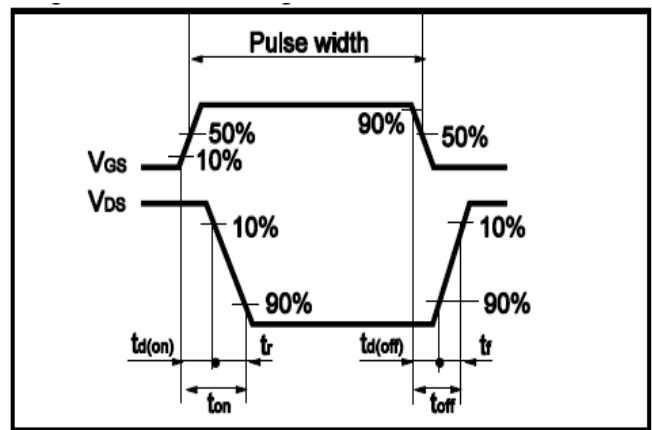 Pulse width
90%
50%
50%
10%
VGS
VDS
10%
10%
90%
90%
td(on)
tr
td(off)
tf
ton
toff